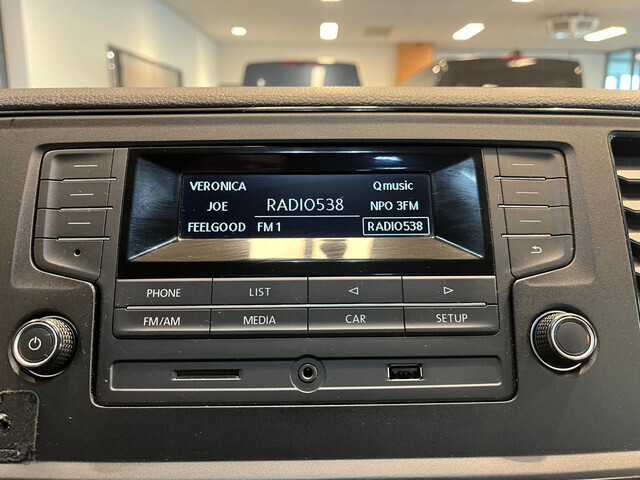 VERONICA
JOE
FEELGOOD
RADIO538
FM 1
Qmusic
NPO 3FM
RADIO538
PHONE
LIST
FM/AM
MEDIA
CAR
SETUP